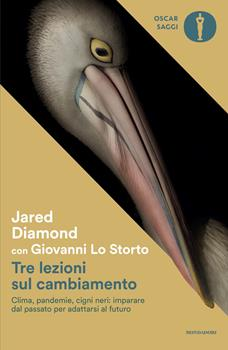 OSCAR
SAGGI
Jared
Diamond
con Giovanni Lo Storto
Tre lezioni
sul cambiamento
Clima, pandemie, cigni neri: imparare
dal passato per adattarsi al futuro
MONDADORI